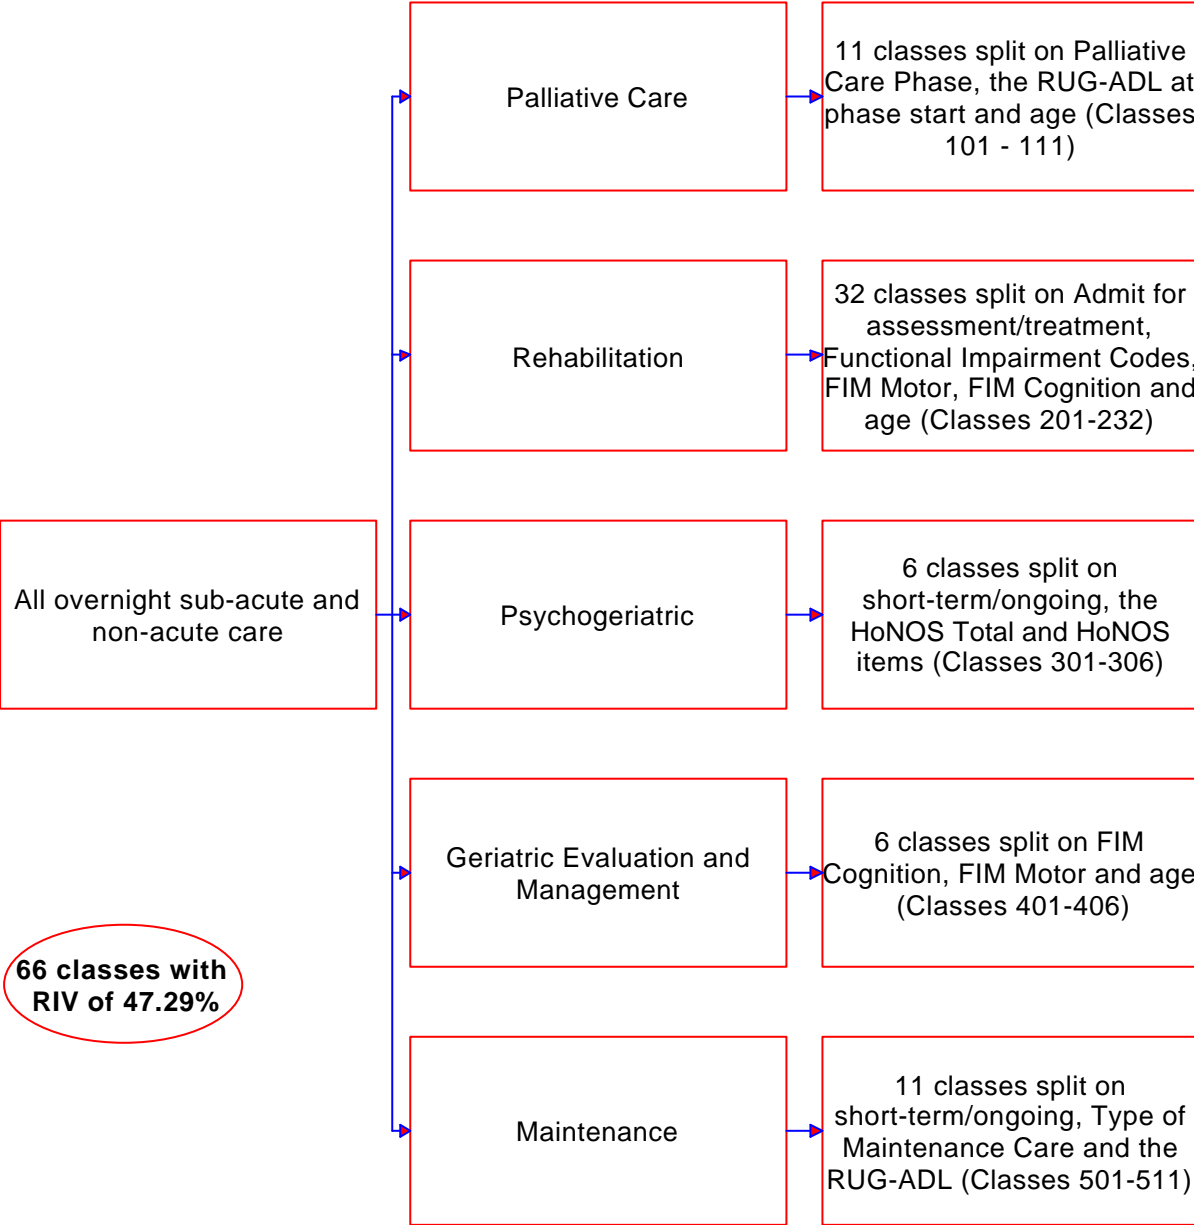 Palliative Care
11 classes split on Palliative
Care Phase, the RUG-ADL at
phase start and age (Classes
101 - 111)
Rehabilitation
32 classes split on Admit for
assessment/treatment,
Functional Impairment Codes,
FIM Motor, FIM Cognition and
age (Classes 201-232)
All overnight sub-acute and
non-acute care
Psychogeriatric
6 classes split on
short-term/ongoing, the
HoNOS Total and HoNOS
items (Classes 301-306)
Geriatric Evaluation and
Management
6 classes split on FIM
Cognition, FIM Motor and age
(Classes 401-406)
66 classes with
RIV of 47.29%
Maintenance
11 classes split on
short-term/ongoing, Type of
Maintenance Care and the
RUG-ADL (Classes 501-511)